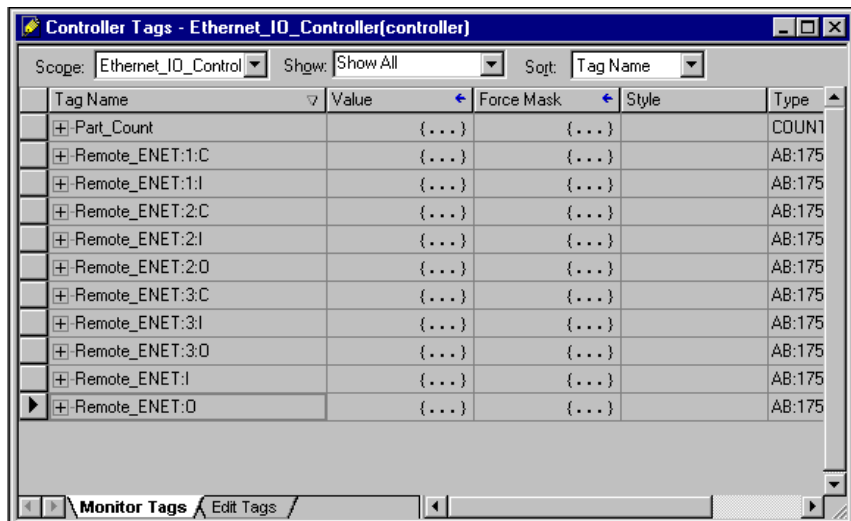 Controller Tags - Ethernet_IO_Controller(controller)
Scope: Ethernet_IO_Control Show: Show All Sort: Tag Name
Tag Name Value Force Mask Style Type
Part_Count {...} {...} COUNT
Remote_ENET:1:C {...} {...} AB:175
Remote_ENET:1:I {...} {...} AB:175
Remote_ENET:2:C {...} {...} AB:175
Remote_ENET:2:I {...} {...} AB:175
Remote_ENET:2:O {...} {...} AB:175
Remote_ENET:3:C {...} {...} AB:175
Remote_ENET:3:I {...} {...} AB:175
Remote_ENET:3:O {...} {...} AB:175
Remote_ENET:I {...} {...} AB:175
Remote_ENET:O {...} {...} AB:175
Monitor Tags Edit Tags